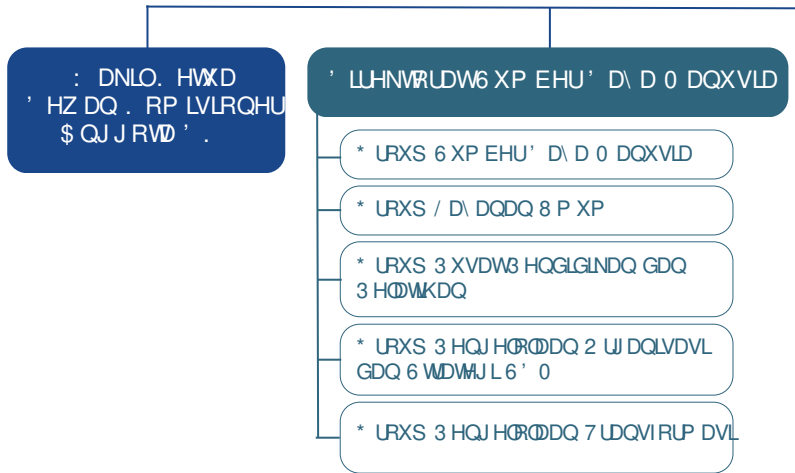 : DNLO. HWXD
' HZ DQ . RP LVLRQHU
$ QJ J RWD ' .
' LUHNWRUDW6 XP EHU' D\ D 0 DQXVLD
* URXS 6 XP EHU' D\ D 0 DQXVLD
* URXS / D\ DQDQ 8 P XP
* URXS 3 XVDW3 HQGLGLNDQ GDQ
3 HODWLKDQ
* URXS 3 HQJ HORODDQ 2 UJ DQLVDVL
GDQ 6 WUDWHJ L 6 ' 0
* URXS 3 HQJ HORODDQ 7 UDQVIRUP DVL